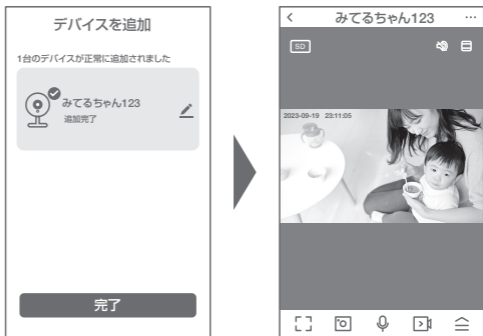 デバイスを追加
1台のデバイスが正常に追加されました
みてるちゃん123
追加完了
完了
みてるちゃん123
SD
2023-09-19 23:11:05